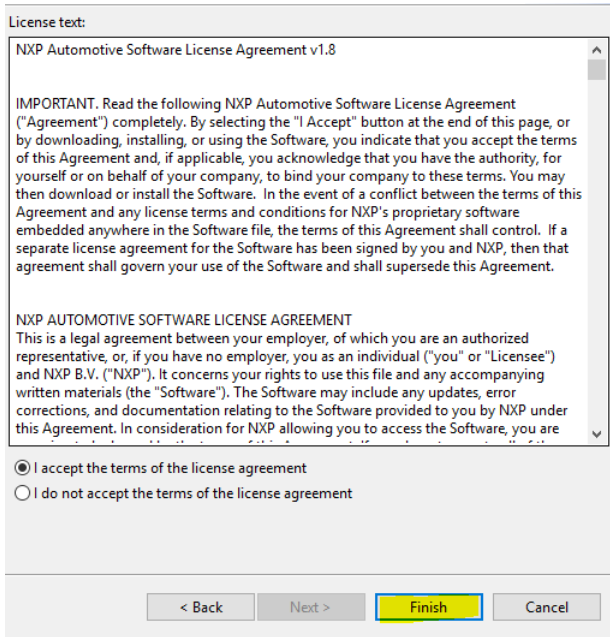 License text:
NXP Automotive Software License Agreement v1.8
IMPORTANT. Read the following NXP Automotive Software License Agreement
("Agreement") completely. By selecting the "I Accept" button at the end of this page, or
by downloading, installing, or using the Software, you indicate that you accept the terms
of this Agreement and, if applicable, you acknowledge that you have the authority, for
yourself or on behalf of your company, to bind your company to these terms. You may
then download or install the Software.  In the event of a conflict between the terms of this
Agreement and any license terms and conditions for NXP's proprietary software
embedded anywhere in the Software file, the terms of this Agreement shall control.  If a
separate license agreement for the Software has been signed by you and NXP, then that
agreement shall govern your use of the Software and shall supersede this Agreement.
NXP AUTOMOTIVE SOFTWARE LICENSE AGREEMENT
This is a legal agreement between your employer, of which you are an authorized
representative, or, if you have no employer, you as an individual ("you" or "Licensee")
and NXP B.V. ("NXP").  It concerns your rights to use this file and any accompanying
written materials (the "Software"). The Software may include any updates, error
corrections, and documentation relating to the Software provided to you by NXP under
this Agreement. In consideration for NXP allowing you to access the Software, you are
I accept the terms of the license agreement
I do not accept the terms of the license agreement
< Back
Next >
Finish
Cancel